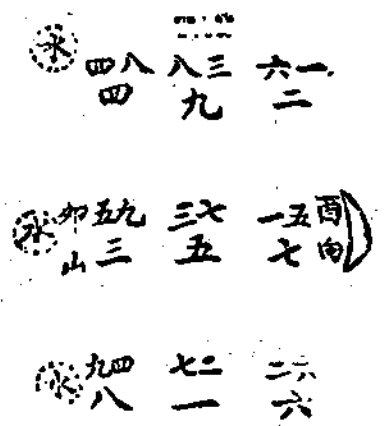 水 四八 八三 六一
四 九 二
水 卯 五九 三七 一五 酉
山 三 五 七 向
水 九四 七二 二六
八 一 六